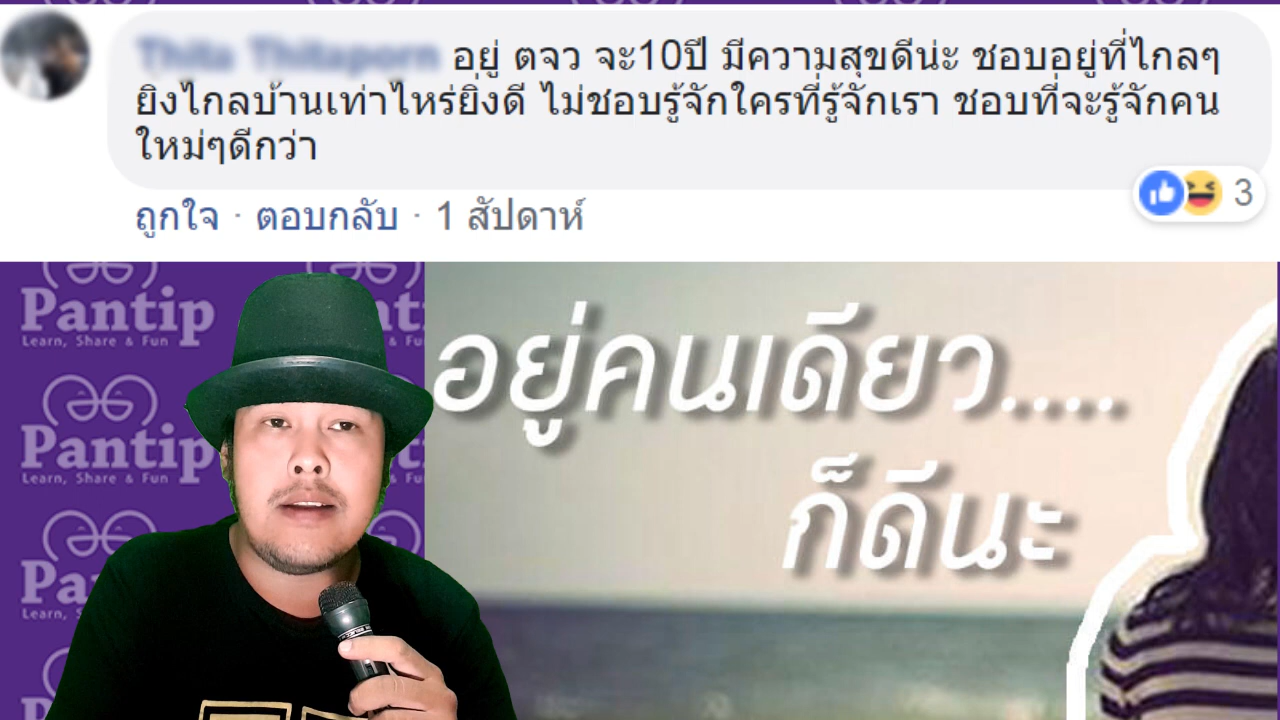 อยู่ ตจว จะ10ปี มีความสุขดีน่ะ ชอบอยู่ที่ไกลๆ
ยิ่งไกลบ้านเท่าไหร่ยิ่งดี ไม่ชอบรู้จักใครที่รู้จักเรา ชอบที่จะรู้จักคน
ใหม่ๆดีกว่า
3
ถูกใจ · ตอบกลับ · 1 สัปดาห์
Pantip
Learn, Share & Fun
อยู่คนเดียว....
ก็ดีนะ
Pantip
Learn, Share & Fun
Learn,